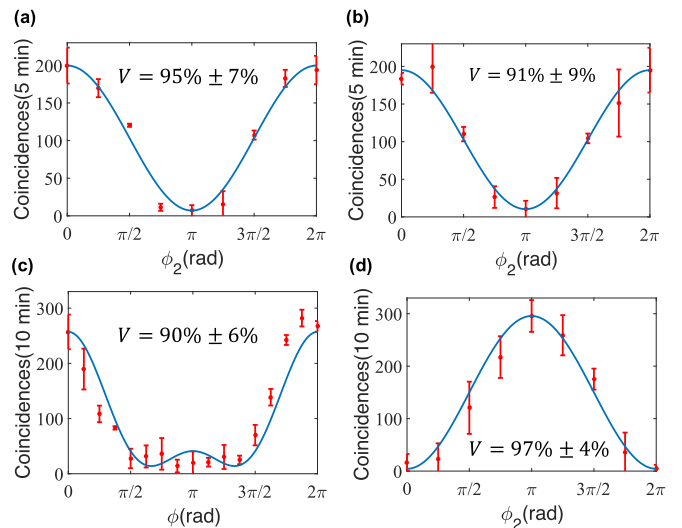 (a)
Coincidences(5 min)
200
150
100
50
0
V = 95% ± 7%
0 π/2 π 3π/2 2π
ϕ₂(rad)
(b)
Coincidences(5 min)
200
150
100
50
0
V = 91% ± 9%
0 π/2 π 3π/2 2π
ϕ₂(rad)
(c)
Coincidences(10 min)
300
200
100
0
V = 90% ± 6%
0 π/2 π 3π/2 2π
ϕ(rad)
(d)
Coincidences(10 min)
300
200
100
0
V = 97% ± 4%
0 π/2 π 3π/2 2π
ϕ₂(rad)